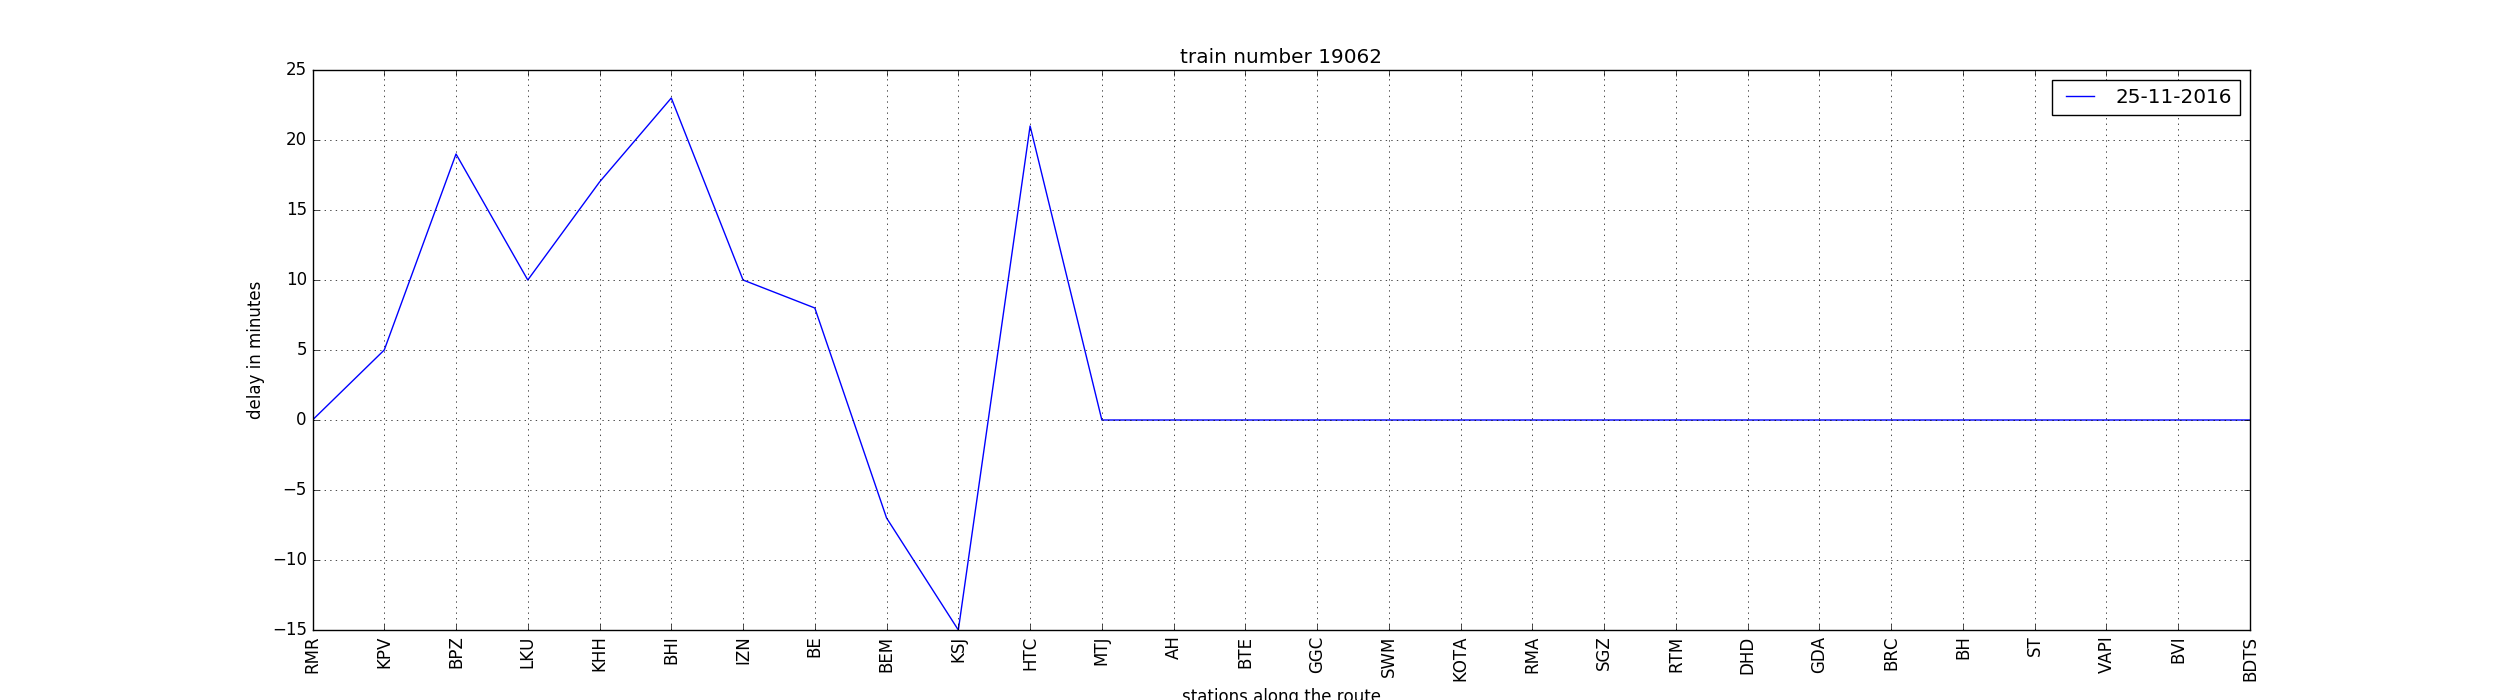 train number 19062
25-11-2016
25
20
15
10
5
0
−5
−10
−15
delay in minutes
RMR
KPV
BPZ
LKU
KHH
BHI
IZN
BE
BEM
KSJ
HTC
MTJ
AH
BTE
GGC
SWM
KOTA
RMA
SGZ
RTM
DHD
GDA
BRC
BH
ST
VAPI
BVI
BDTS
stations along the route